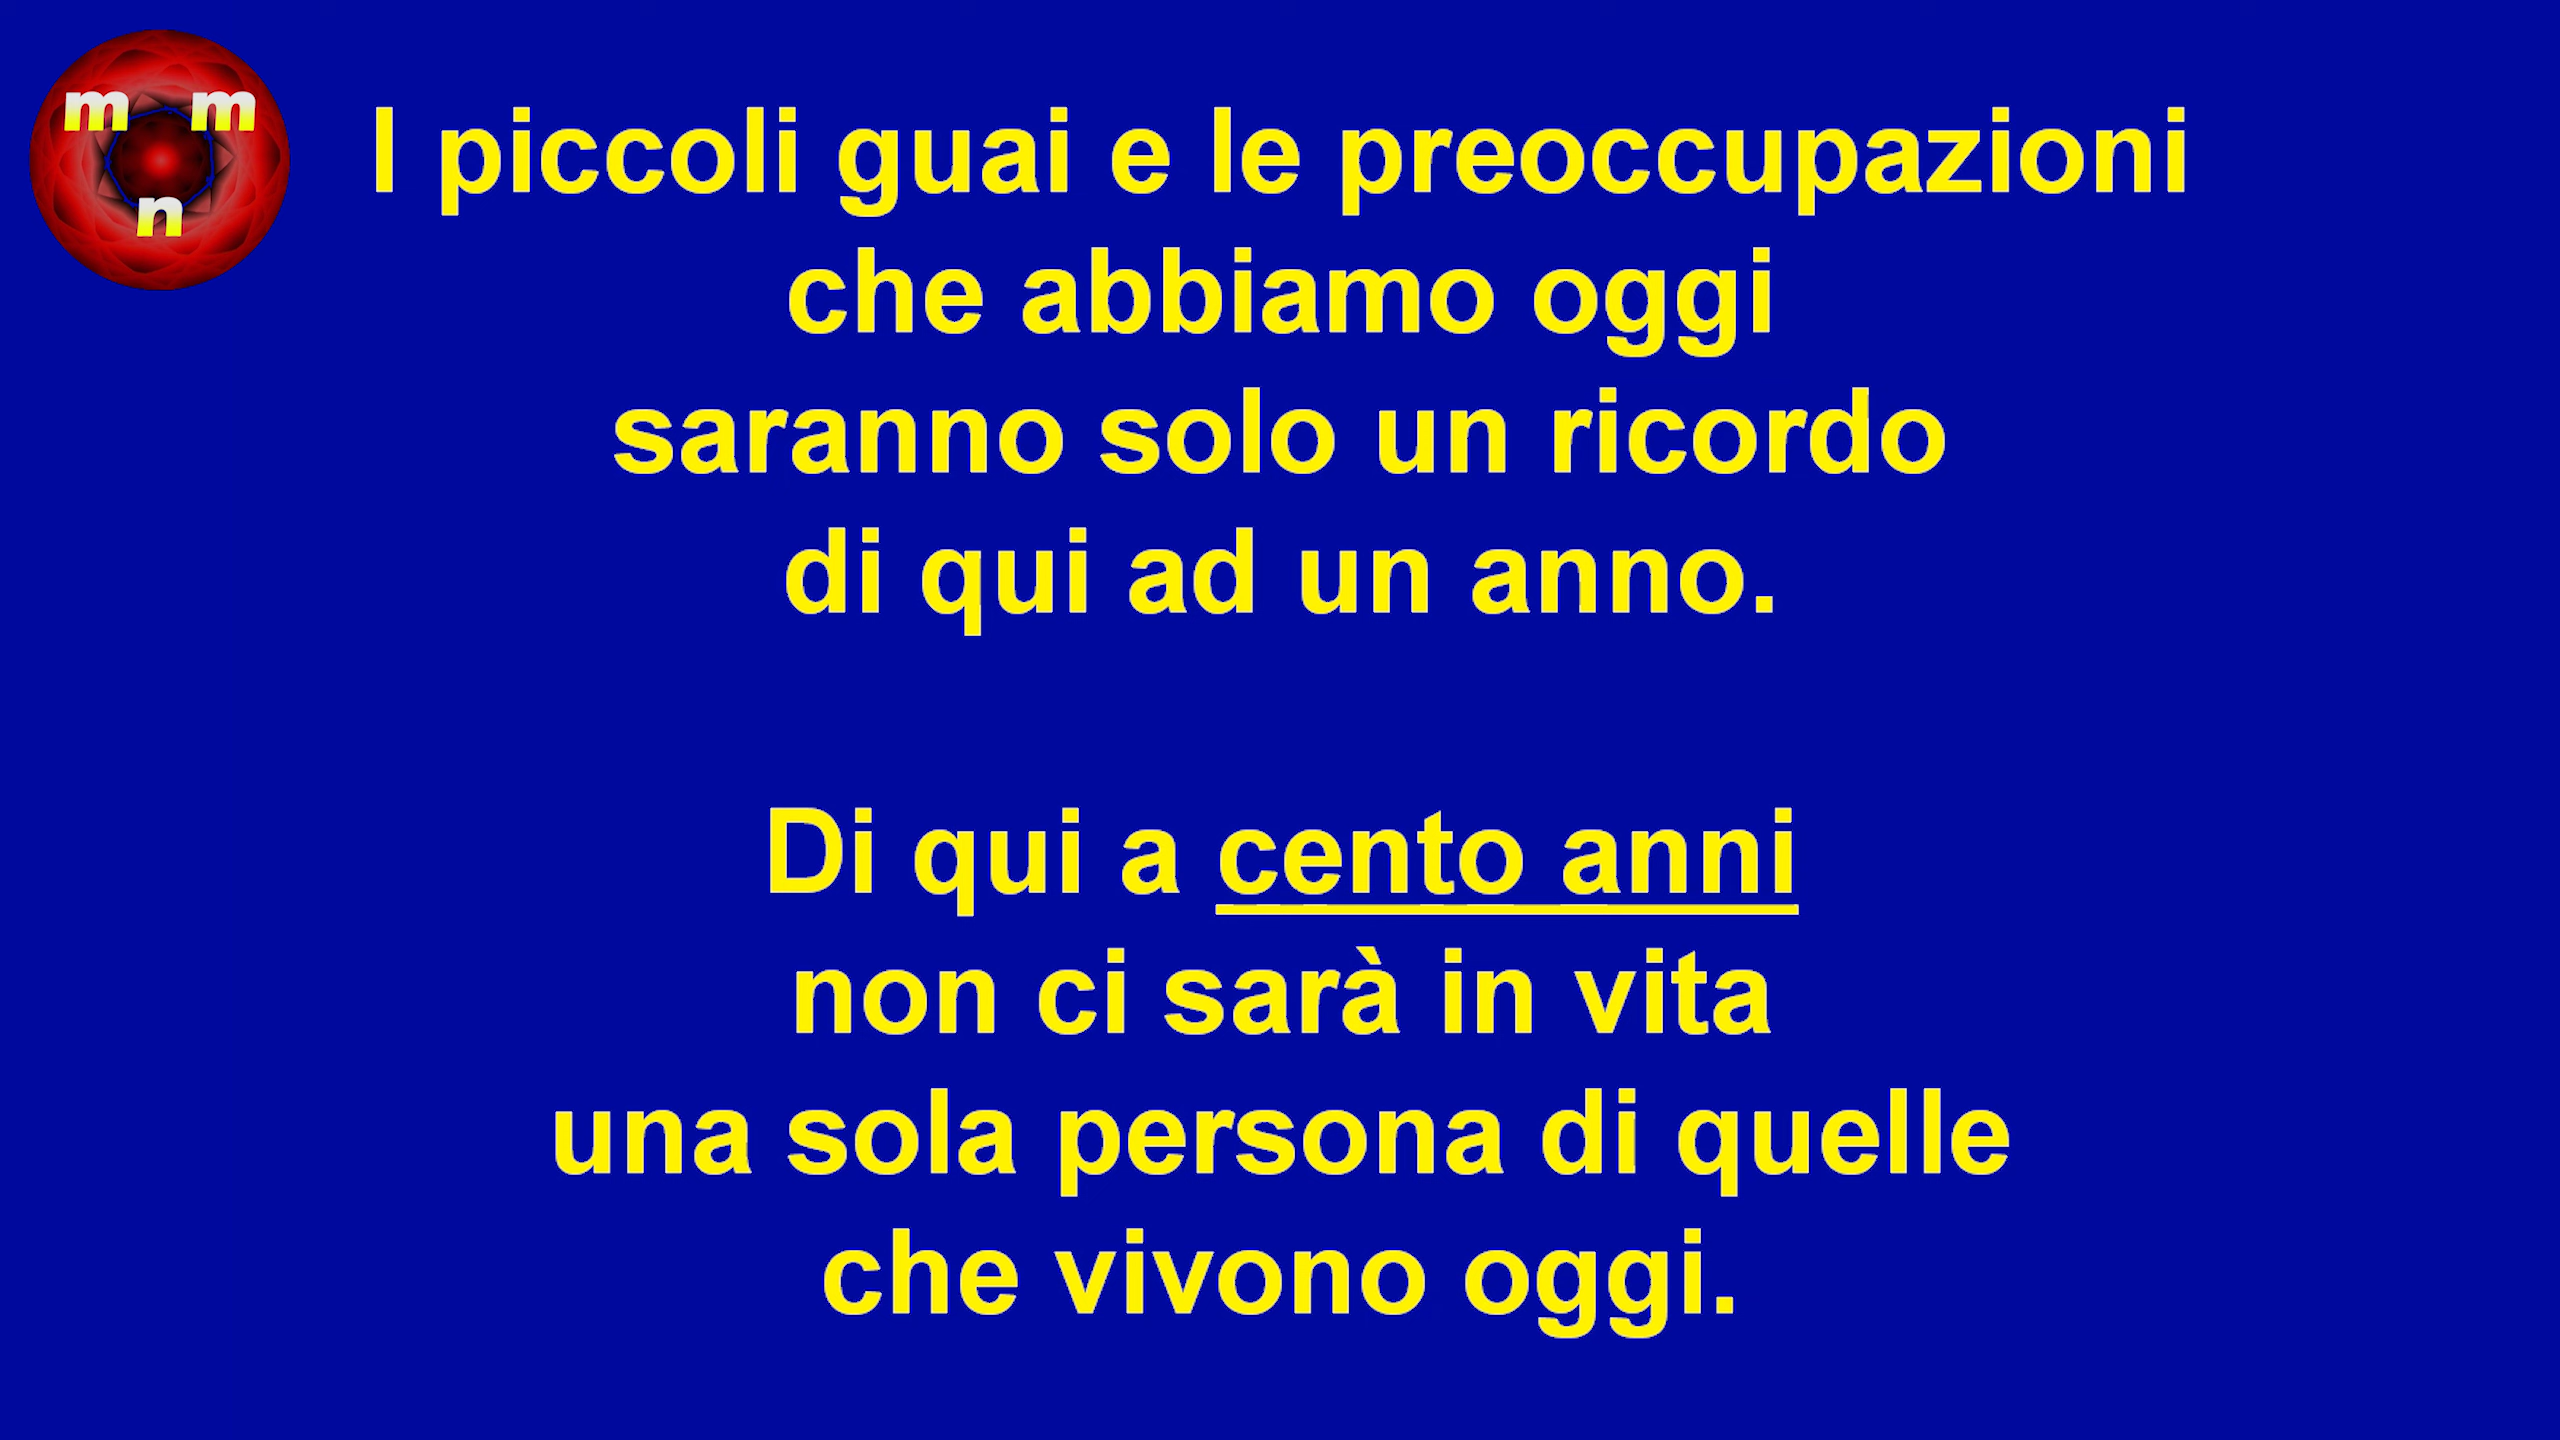 m m
n
I piccoli guai e le preoccupazioni
che abbiamo oggi
saranno solo un ricordo
di qui ad un anno.
Di qui a cento anni
non ci sarà in vita
una sola persona di quelle
che vivono oggi.